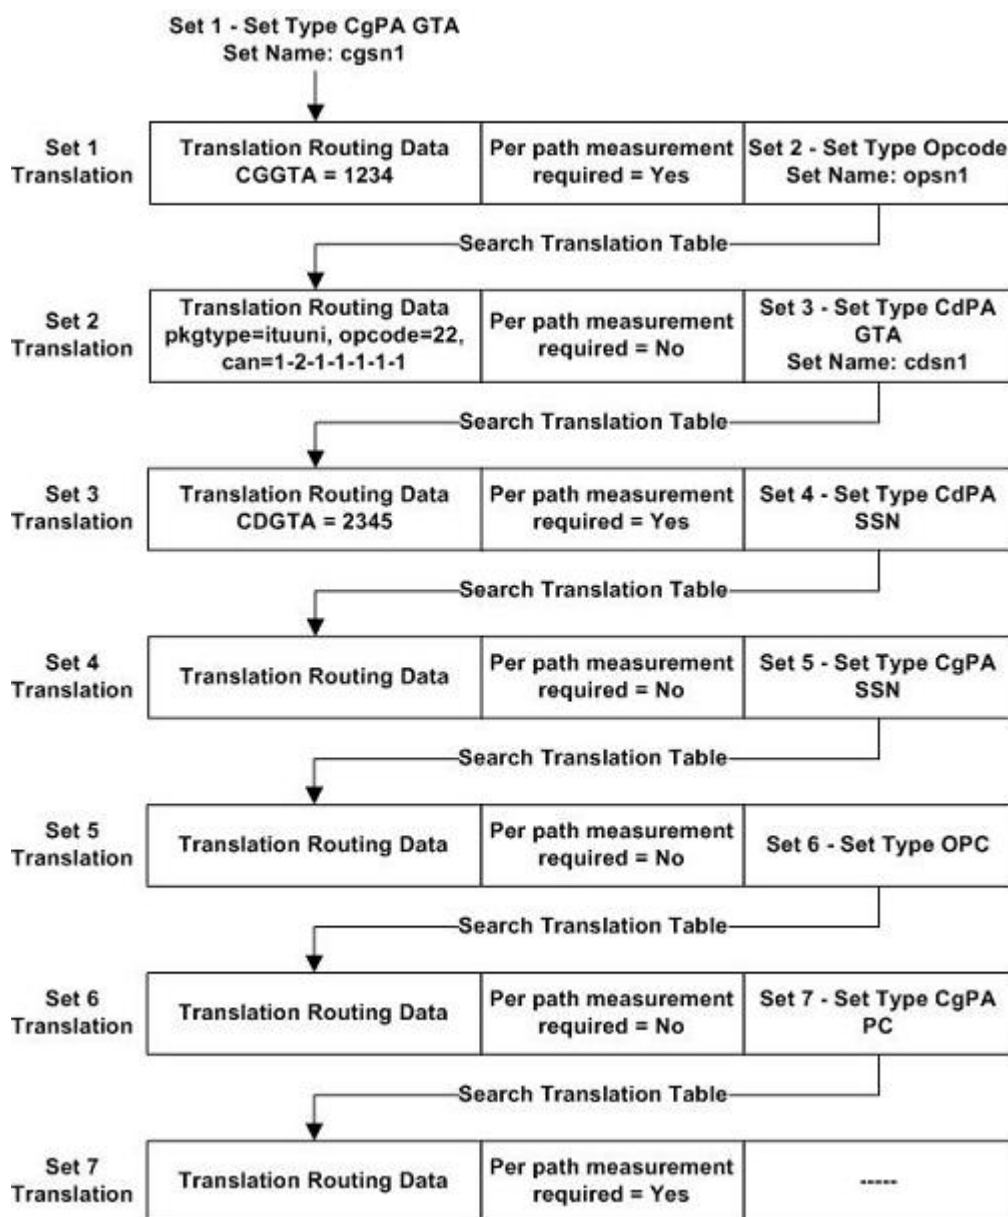 Set 1 - Set Type CgPA GTA
Set Name: cgsn1
Set 1
Translation
Translation Routing Data
CGGTA = 1234
Per path measurement
required = Yes
Set 2 - Set Type Opcode
Set Name: opsn1
Search Translation Table
Set 2
Translation
Translation Routing Data
pkgtype=ituuni, opcode=22,
can=1-2-1-1-1-1-1
Per path measurement
required = No
Set 3 - Set Type CdPA
GTA
Set Name: cdsn1
Search Translation Table
Set 3
Translation
Translation Routing Data
CDGTA = 2345
Per path measurement
required = Yes
Set 4 - Set Type CdPA
SSN
Search Translation Table
Set 4
Translation
Translation Routing Data
Per path measurement
required = No
Set 5 - Set Type CgPA
SSN
Search Translation Table
Set 5
Translation
Translation Routing Data
Per path measurement
required = No
Set 6 - Set Type OPC
Search Translation Table
Set 6
Translation
Translation Routing Data
Per path measurement
required = No
Set 7 - Set Type CgPA
PC
Search Translation Table
Set 7
Translation
Translation Routing Data
Per path measurement
required = Yes
-----